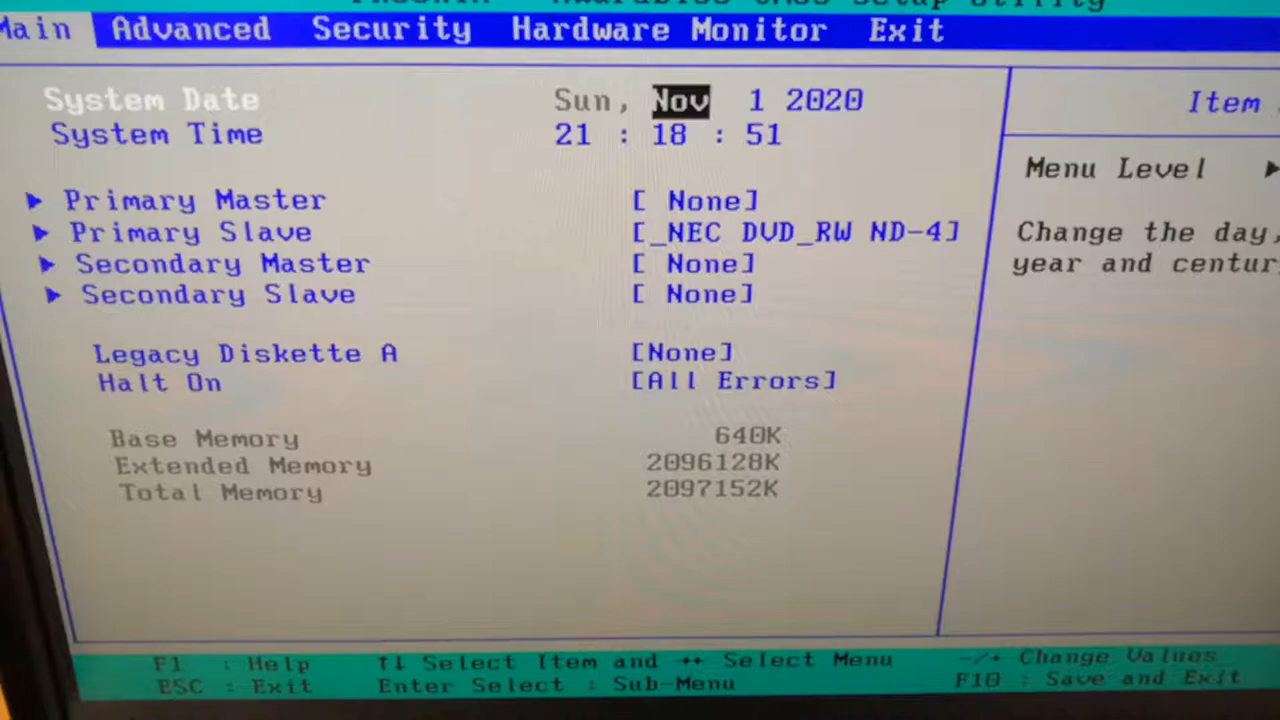 Main Advanced Security Hardware Monitor Exit
System Date Sun, Nov 1 2020
System Time 21 : 18 : 51
Item
Menu Level ▶
Change the day,
year and centur
▶ Primary Master [ None]
▶ Primary Slave [_NEC DVD_RW ND-4]
▶ Secondary Master [ None]
▶ Secondary Slave [ None]
Legacy Diskette A [None]
Halt On [All Errors]
Base Memory 640K
Extended Memory 2096128K
Total Memory 2097152K
F1 : Help ↑↓ Select Item and →← Select Menu -/+ Change Values
ESC : Exit Enter Select : Sub-Menu F10 : Save and Exit